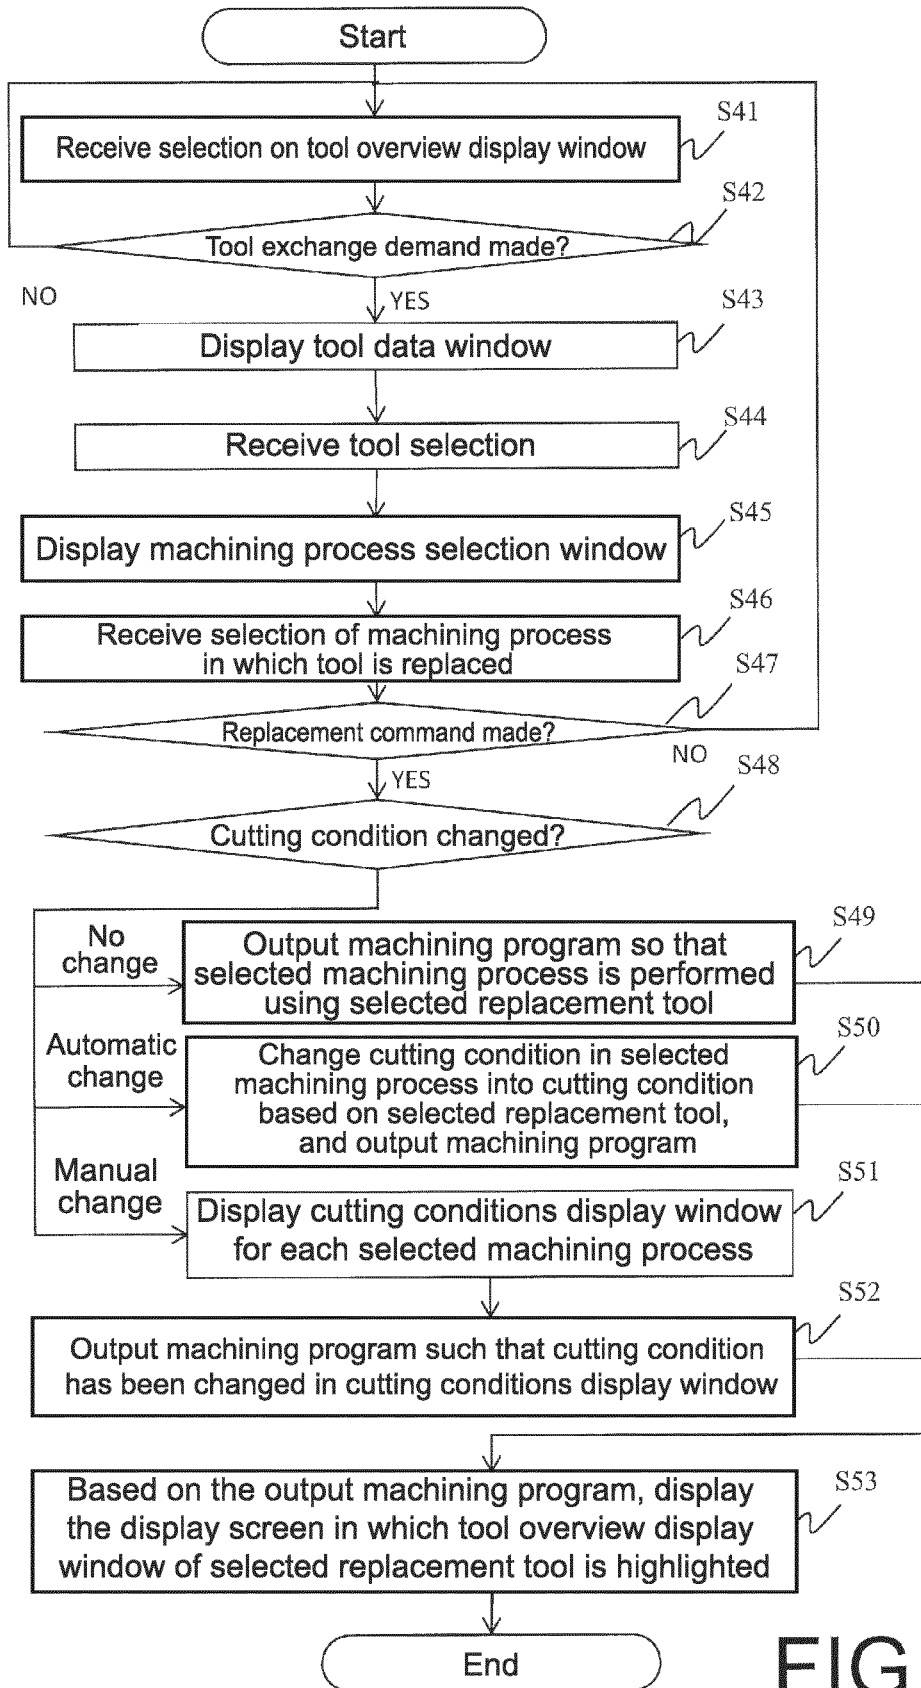 Start
S41
Receive selection on tool overview display window
S42
Tool exchange demand made?
NO
YES
S43
Display tool data window
S44
Receive tool selection
S45
Display machining process selection window
S46
Receive selection of machining process
in which tool is replaced
S47
Replacement command made?
NO
YES
S48
Cutting condition changed?
No
change
S49
Output machining program so that
selected machining process is performed
using selected replacement tool
Automatic
change
S50
Change cutting condition in selected
machining process into cutting condition
based on selected replacement tool,
and output machining program
Manual
change
S51
Display cutting conditions display window
for each selected machining process
S52
Output machining program such that cutting condition
has been changed in cutting conditions display window
S53
Based on the output machining program, display
the display screen in which tool overview display
window of selected replacement tool is highlighted
End
FIG